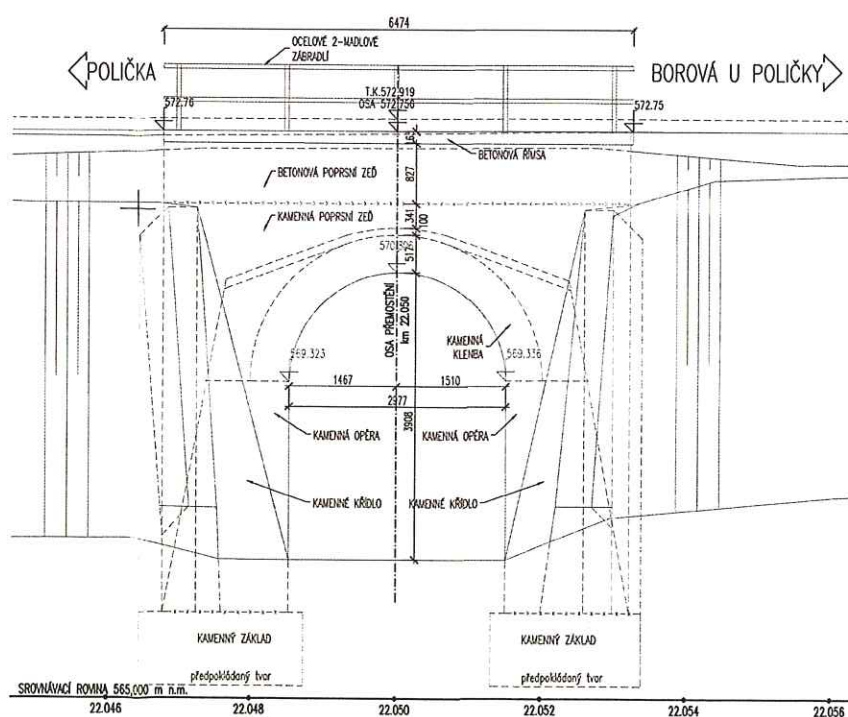 6474
OCELOVÉ 2-MADLOVÉ
ZÁBRADLÍ
POLIČKA
BOROVÁ U POLIČKY
T.K.572.919
OSA 572.756
572.76
572.75
163
BETONOVÁ ŘÍMSA
BETONOVÁ POPRSNÍ ZEĎ
827
KAMENNÁ POPRSNÍ ZEĎ
341
100
512
OSA PŘEMOSTĚNÍ
km 22.050
KAMENNÁ
KLENBA
569.323
569.336
1467
1510
2977
3908
KAMENNÁ OPĚRA
KAMENNÁ OPĚRA
KAMENNÉ KŘÍDLO
KAMENNÉ KŘÍDLO
KAMENNÝ ZÁKLAD
KAMENNÝ ZÁKLAD
předpokládaný tvar
předpokládaný tvar
SROVNÁVACÍ ROVINA 565,000 m n.m.
22.046
22.048
22.050
22.052
22.054
22.056